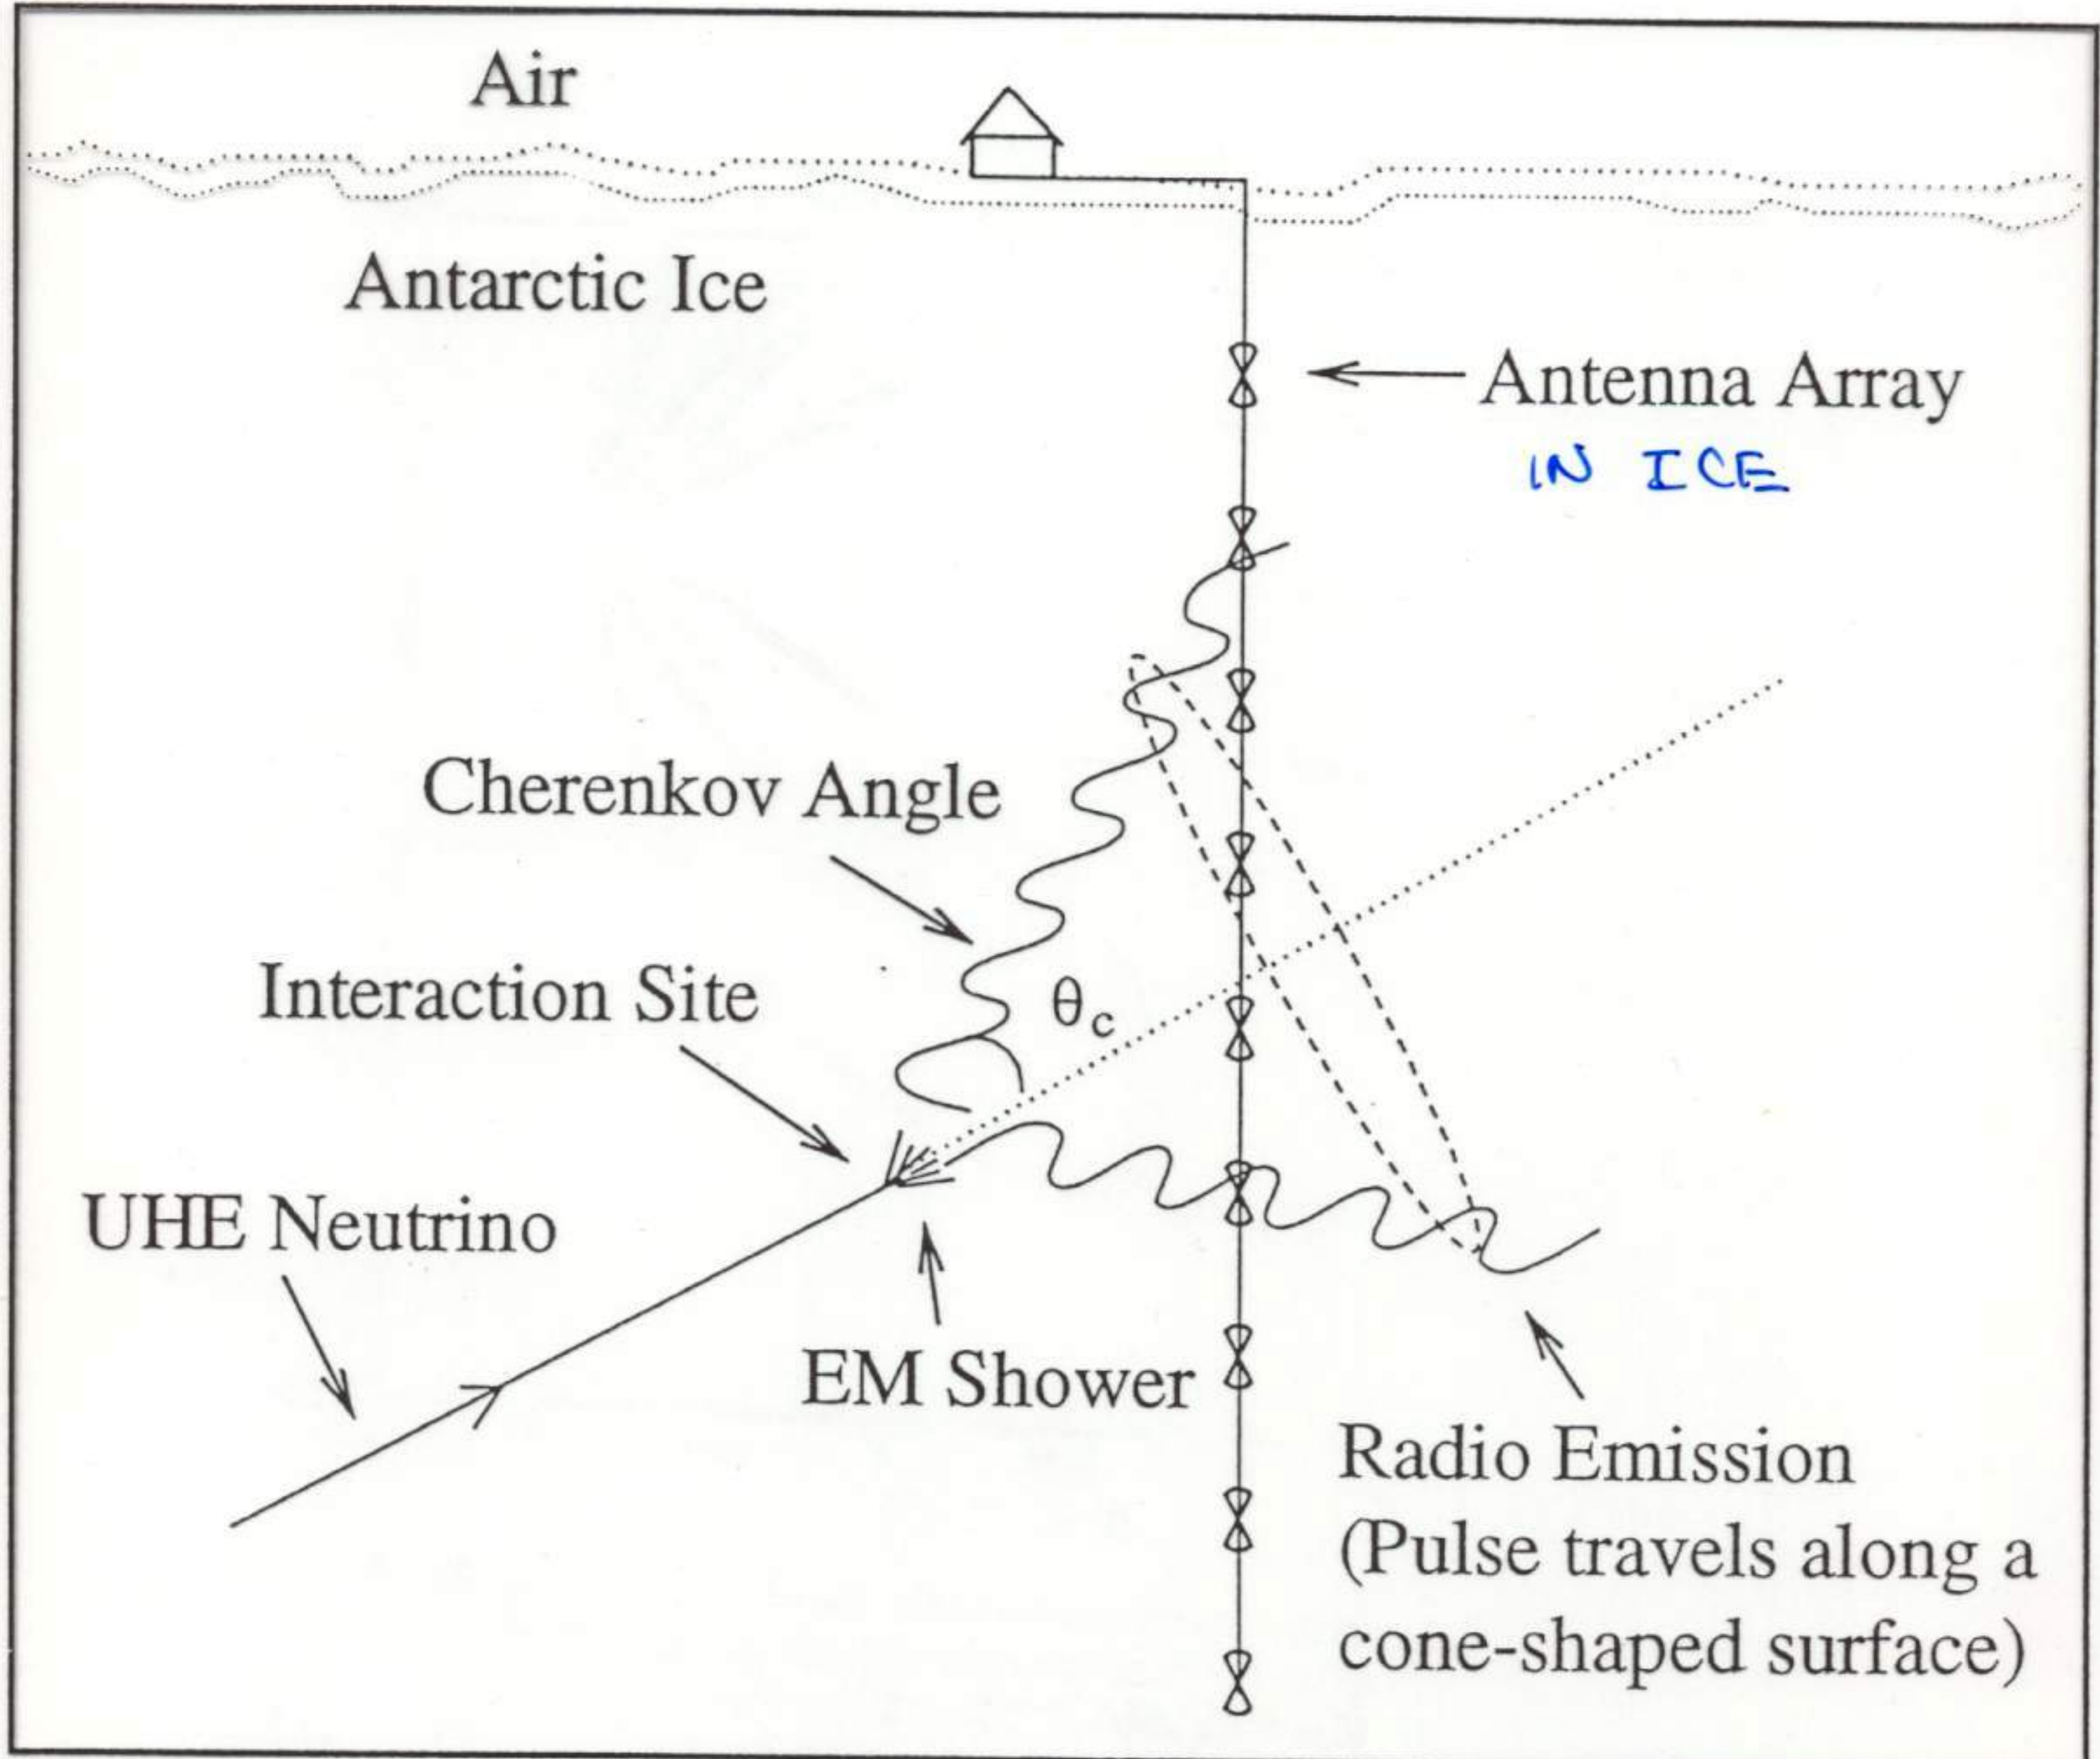 Air
Antarctic Ice
Antenna Array
IN ICE
Cherenkov Angle
Interaction Site
θc
UHE Neutrino
EM Shower
Radio Emission
(Pulse travels along a
cone-shaped surface)